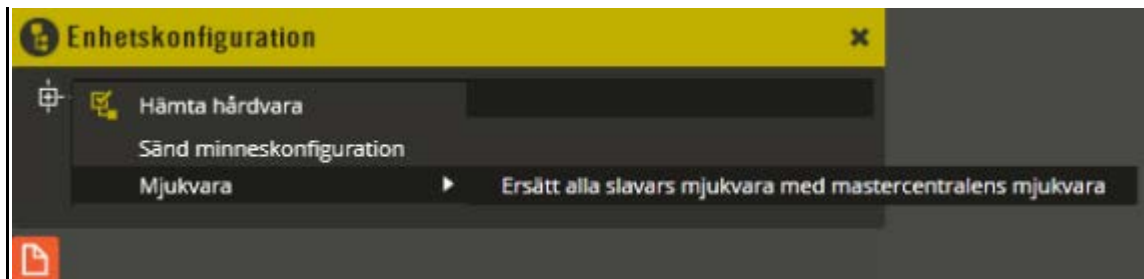 Enhetskonfiguration
Hämta hårdvara
Sänd minneskonfiguration
Mjukvara
Ersätt alla slavars mjukvara med mastercentralens mjukvara